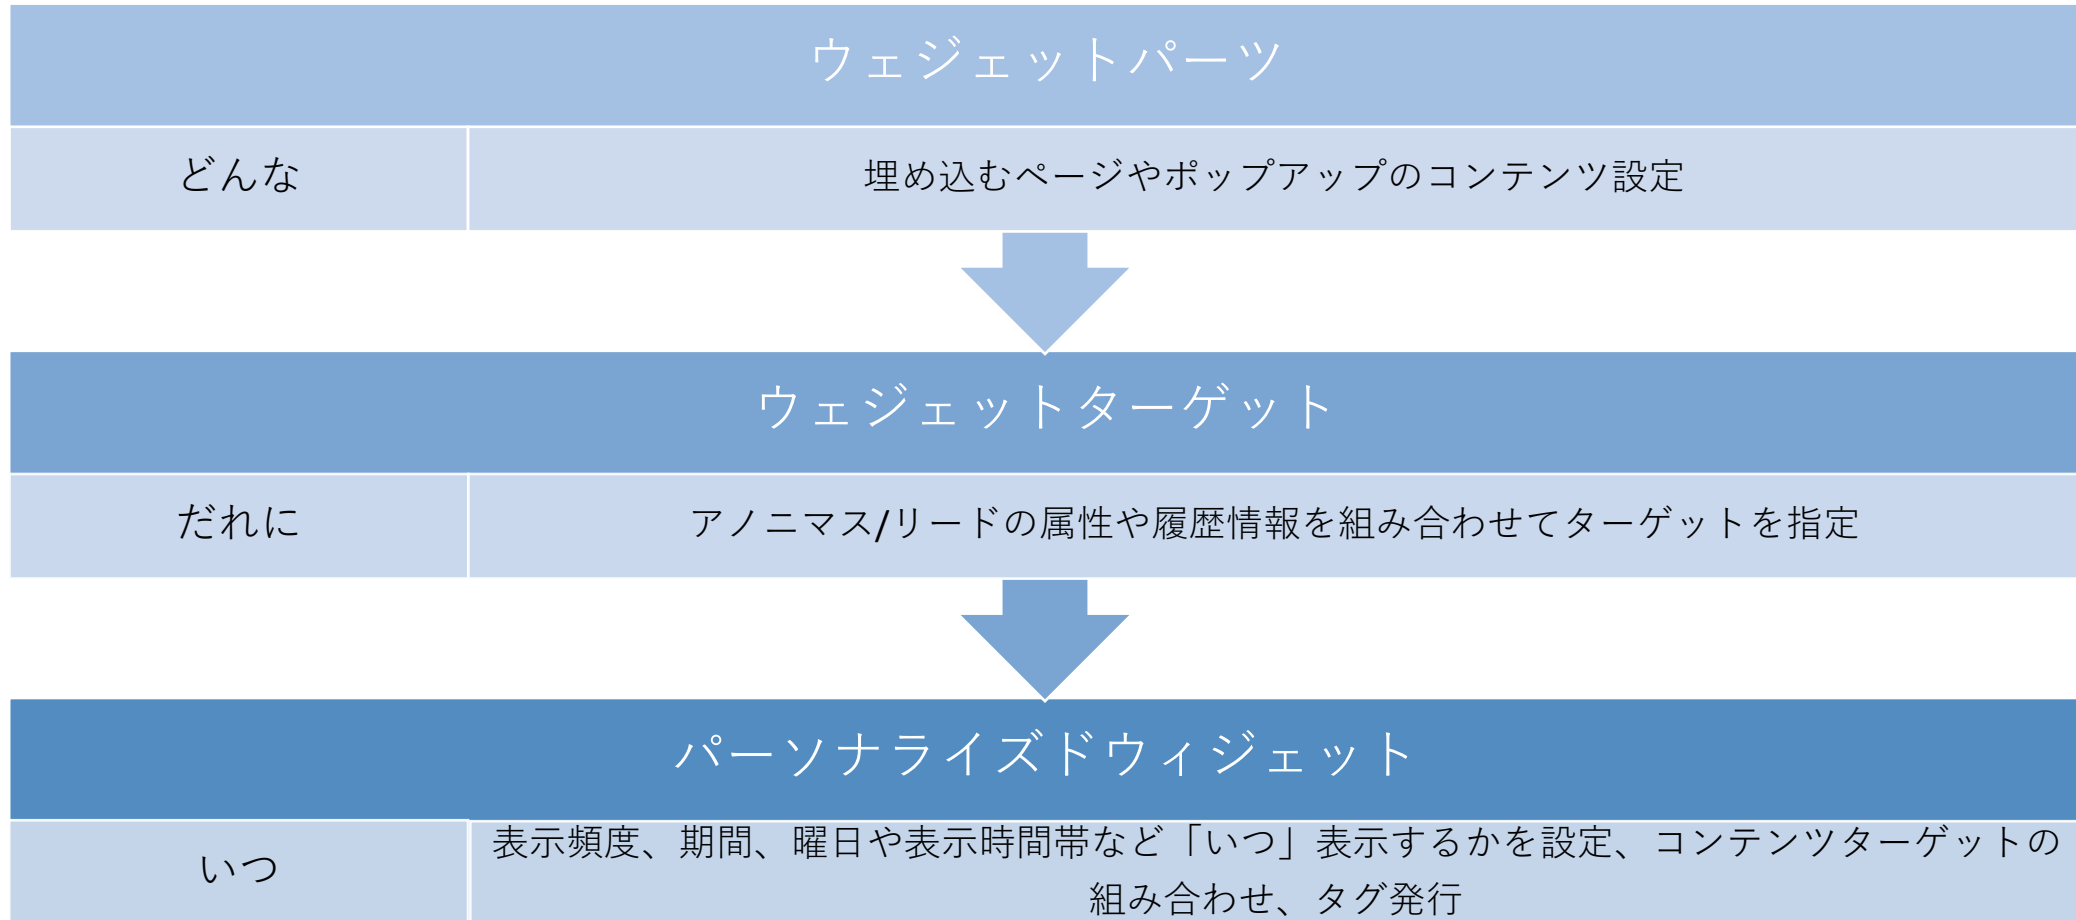 ウェジェットパーツ
どんな
埋め込むページやポップアップのコンテンツ設定
ウェジェットターゲット
だれに
アノニマス/リードの属性や履歴情報を組み合わせてターゲットを指定
パーソナライズドウィジェット
いつ
表示頻度、期間、曜日や表示時間帯など「いつ」表示するかを設定、コンテンツターゲットの
組み合わせ、タグ発行